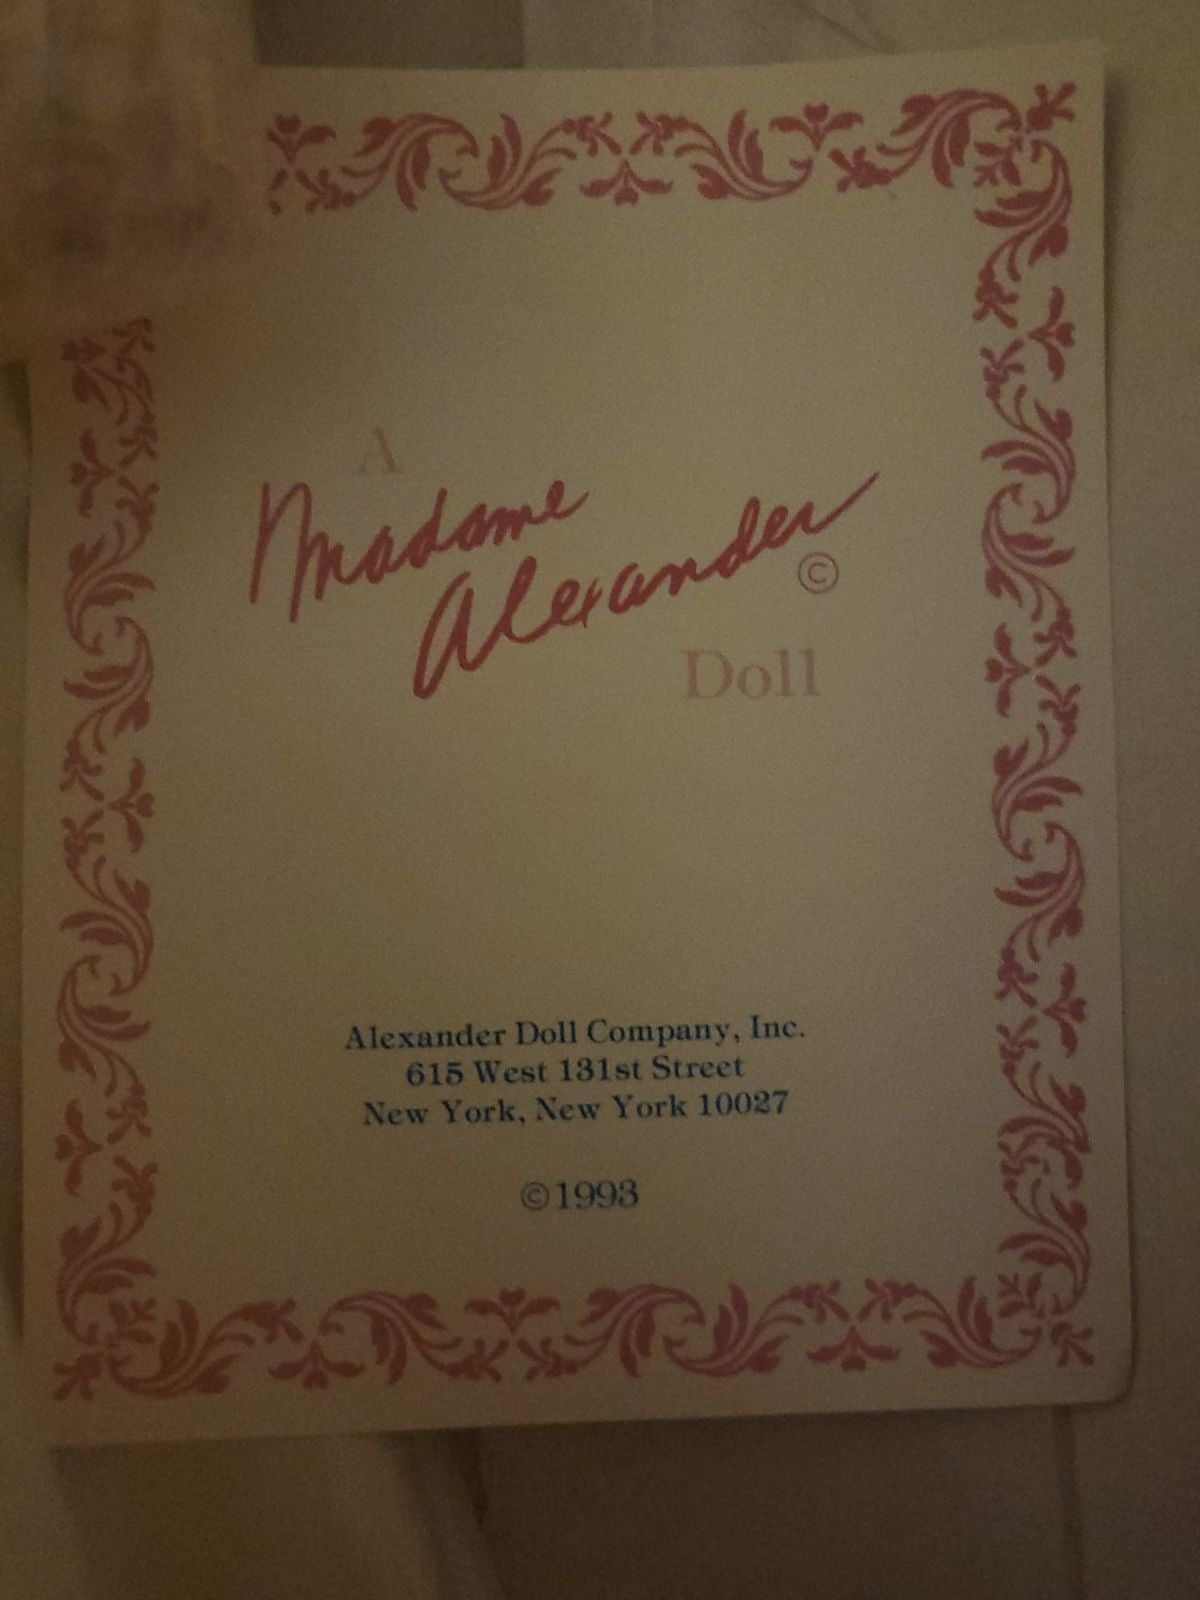 A
Madame
Alexander ©
Doll
Alexander Doll Company, Inc.
615 West 131st Street
New York, New York 10027
©1993